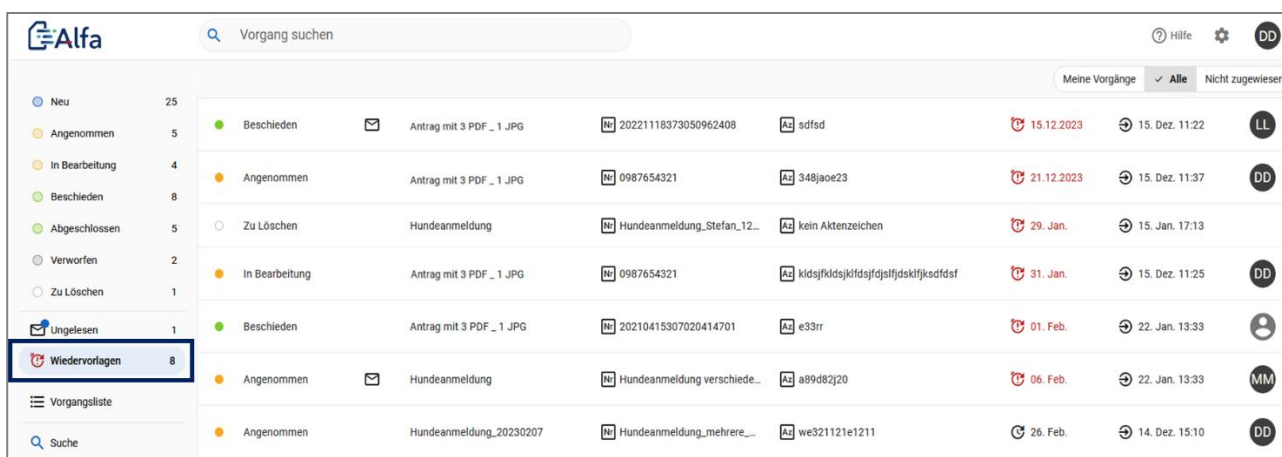 Alfa
Vorgang suchen
Hilfe
DD
Meine Vorgänge Alle Nicht zugewiesen
Neu 25
Angenommen 5
In Bearbeitung 4
Beschieden 8
Abgeschlossen 5
Verworfen 2
Zu Löschen 1
Ungelesen 1
Wiedervorlagen 8
Vorgangsliste
Suche
Beschieden Antrag mit 3 PDF _ 1 JPG Nr 20221118373050962408 Az sdfsd 15.12.2023 15. Dez. 11:22 LL
Angenommen Antrag mit 3 PDF _ 1 JPG Nr 0987654321 Az 348jaoe23 21.12.2023 15. Dez. 11:37 DD
Zu Löschen Hundeanmeldung Nr Hundeanmeldung_Stefan_12... Az kein Aktenzeichen 29. Jan. 15. Jan. 17:13
In Bearbeitung Antrag mit 3 PDF _ 1 JPG Nr 0987654321 Az kldsjfkldsjklfdsjfdjslfjdsklfjksdfdsf 31. Jan. 15. Dez. 11:25 DD
Beschieden Antrag mit 3 PDF _ 1 JPG Nr 20210415307020414701 Az e33rr 01. Feb. 22. Jan. 13:33
Angenommen Hundeanmeldung Nr Hundeanmeldung verschiede... Az a89d82j20 06. Feb. 22. Jan. 13:33 MM
Angenommen Hundeanmeldung_20230207 Nr Hundeanmeldung_mehrere_... Az we321121e1211 26. Feb. 14. Dez. 15:10 DD